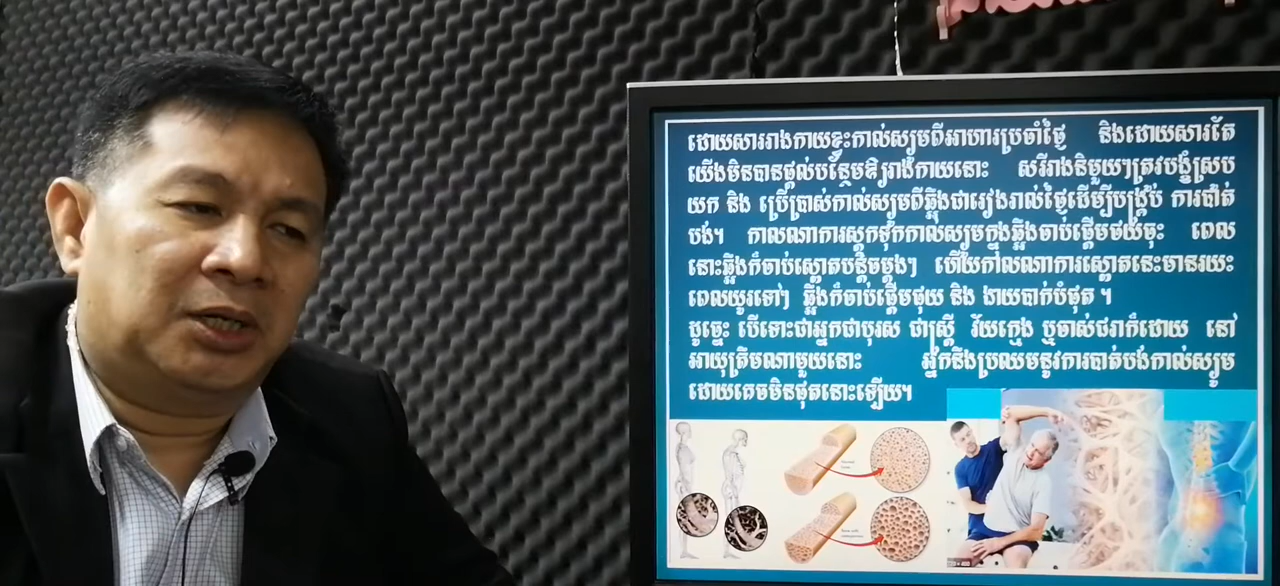 ដោយសាររាងកាយខ្វះកាល់ស្យូមពីអាហារប្រចាំថ្ងៃ និងដោយសារតែ
យើងមិនបានផ្តល់បន្ថែមឱ្យរាងកាយនោះ សរីរាងនិមួយៗត្រូវបង្ខំស្រូប
យក និង ប្រើប្រាស់កាល់ស្យូមពីឆ្អឹងជារៀងរាល់ថ្ងៃដើម្បីបង្គ្រប់ ការបាត់
បង់។ កាលណាការស្តុកទុកកាល់ស្យូមក្នុងឆ្អឹងចាប់ផ្តើមថយចុះ ពេល
នោះឆ្អឹងក៏ចាប់ស្តើតបន្តិចម្តងៗ ហើយកាលណាការស្តើតនេះមានរយះ
ពេលយូរទៅៗ ឆ្អឹងក៏ចាប់ផ្តើមផុយ និង ងាយបាក់បំផុត ។
ដូច្នេះ បើទោះជាអ្នកជាបុរស ជាស្ត្រី វ័យក្មេង ឬចាស់ជរាក៏ដោយ នៅ
អាយុត្រឹមណាមួយនោះ អ្នកនឹងប្រឈមនូវការបាត់បង់កាល់ស្យូម
ដោយគេចមិនផុតនោះឡើយ។